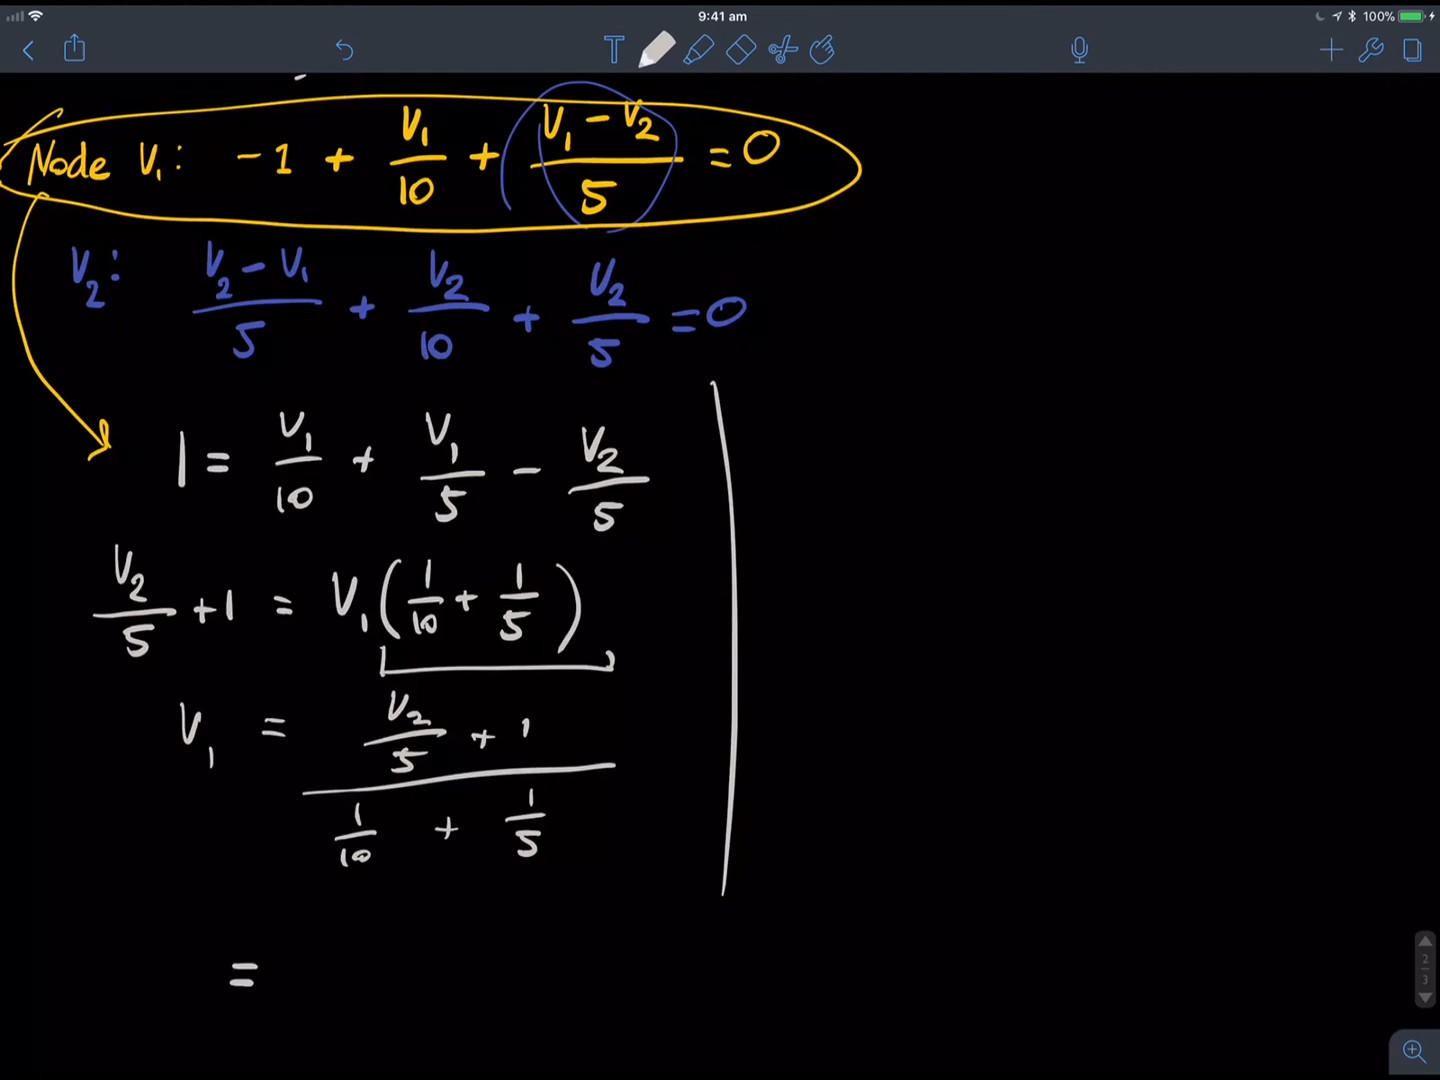 9:41 am
100%
T
Node V₁: -1 + V₁/10 + (V₁ - V₂)/5 = 0
V₂: (V₂ - V₁)/5 + V₂/10 + V₂/5 = 0
1 = V₁/10 + V₁/5 - V₂/5
V₂/5 + 1 = V₁(1/10 + 1/5)
V₁ = (V₂/5 + 1)/(1/10 + 1/5)
=
2
3